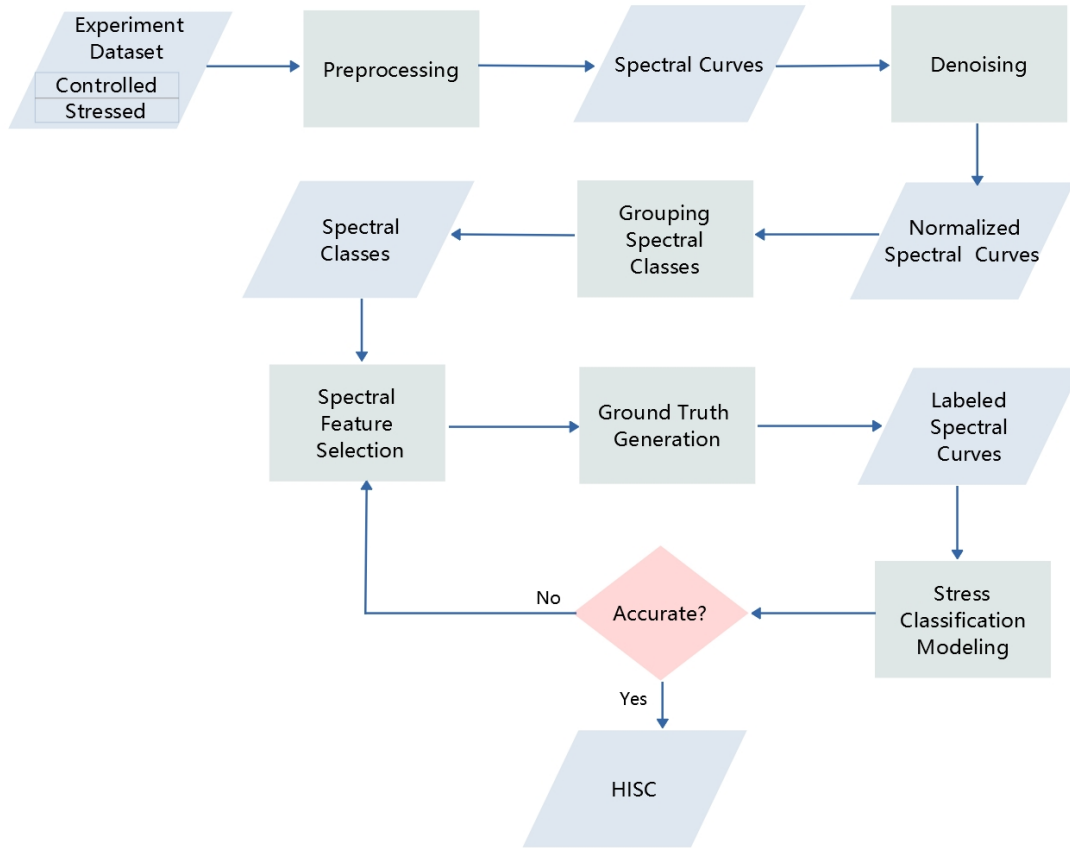 Experiment
Dataset
Controlled
Stressed
Preprocessing
Spectral Curves
Denoising
Normalized
Spectral Curves
Grouping
Spectral
Classes
Spectral
Classes
Spectral
Feature
Selection
Ground Truth
Generation
Labeled
Spectral
Curves
Stress
Classification
Modeling
Accurate?
No
Yes
HISC